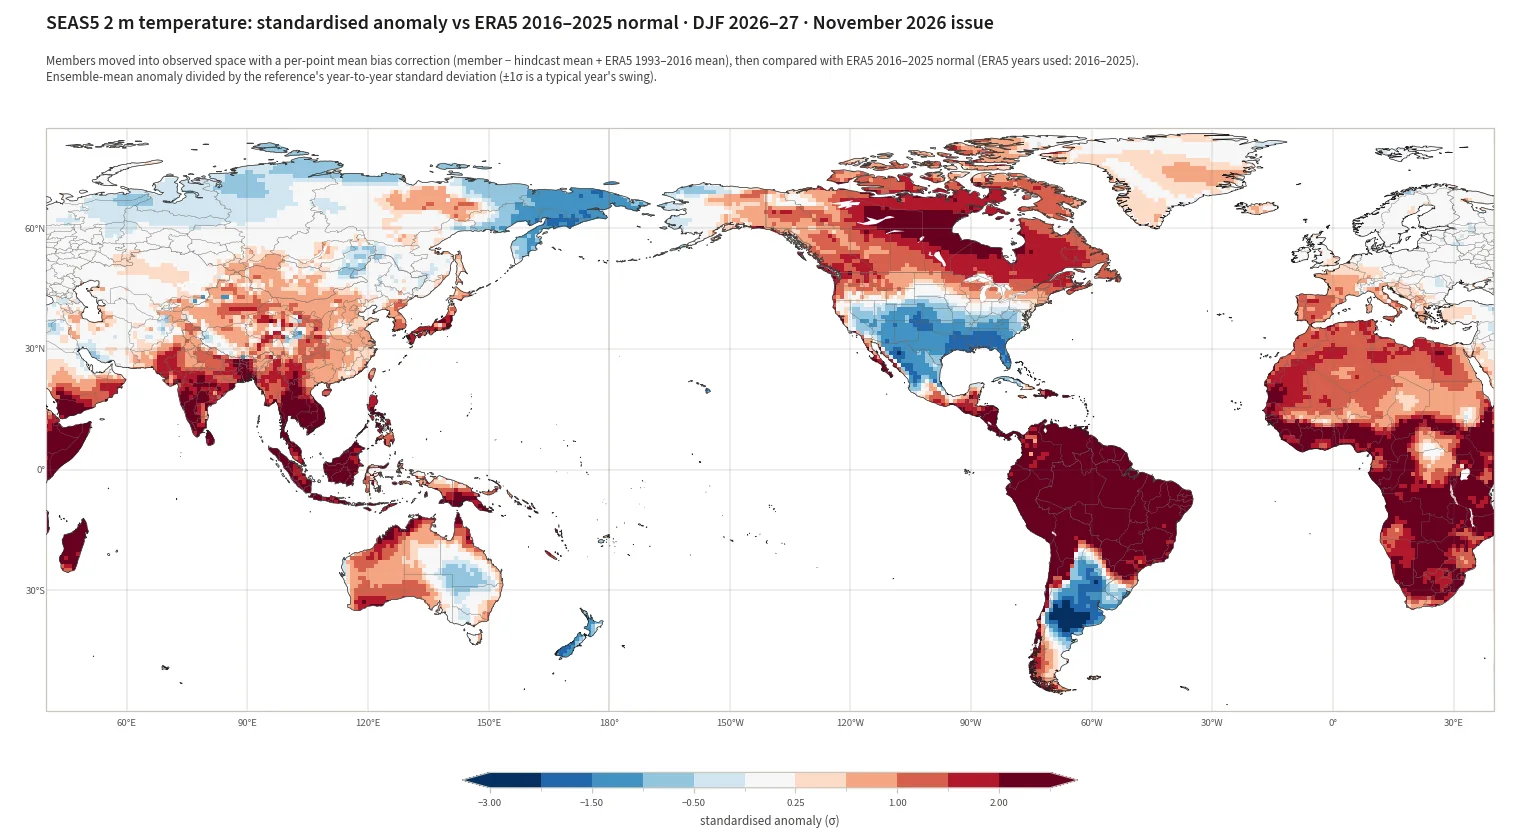 SEAS5 2 m temperature: standardised anomaly vs ERA5 2016–2025 normal · DJF 2026–27 · November 2026 issue
Members moved into observed space with a per-point mean bias correction (member − hindcast mean + ERA5 1993–2016 mean), then compared with ERA5 2016–2025 normal (ERA5 years used: 2016–2025).
Ensemble-mean anomaly divided by the reference's year-to-year standard deviation (±1σ is a typical year's swing).
60°N
30°N
0°
30°S
60°E 90°E 120°E 150°E 180° 150°W 120°W 90°W 60°W 30°W 0° 30°E
−3.00 −1.50 −0.50 0.25 1.00 2.00
standardised anomaly (σ)